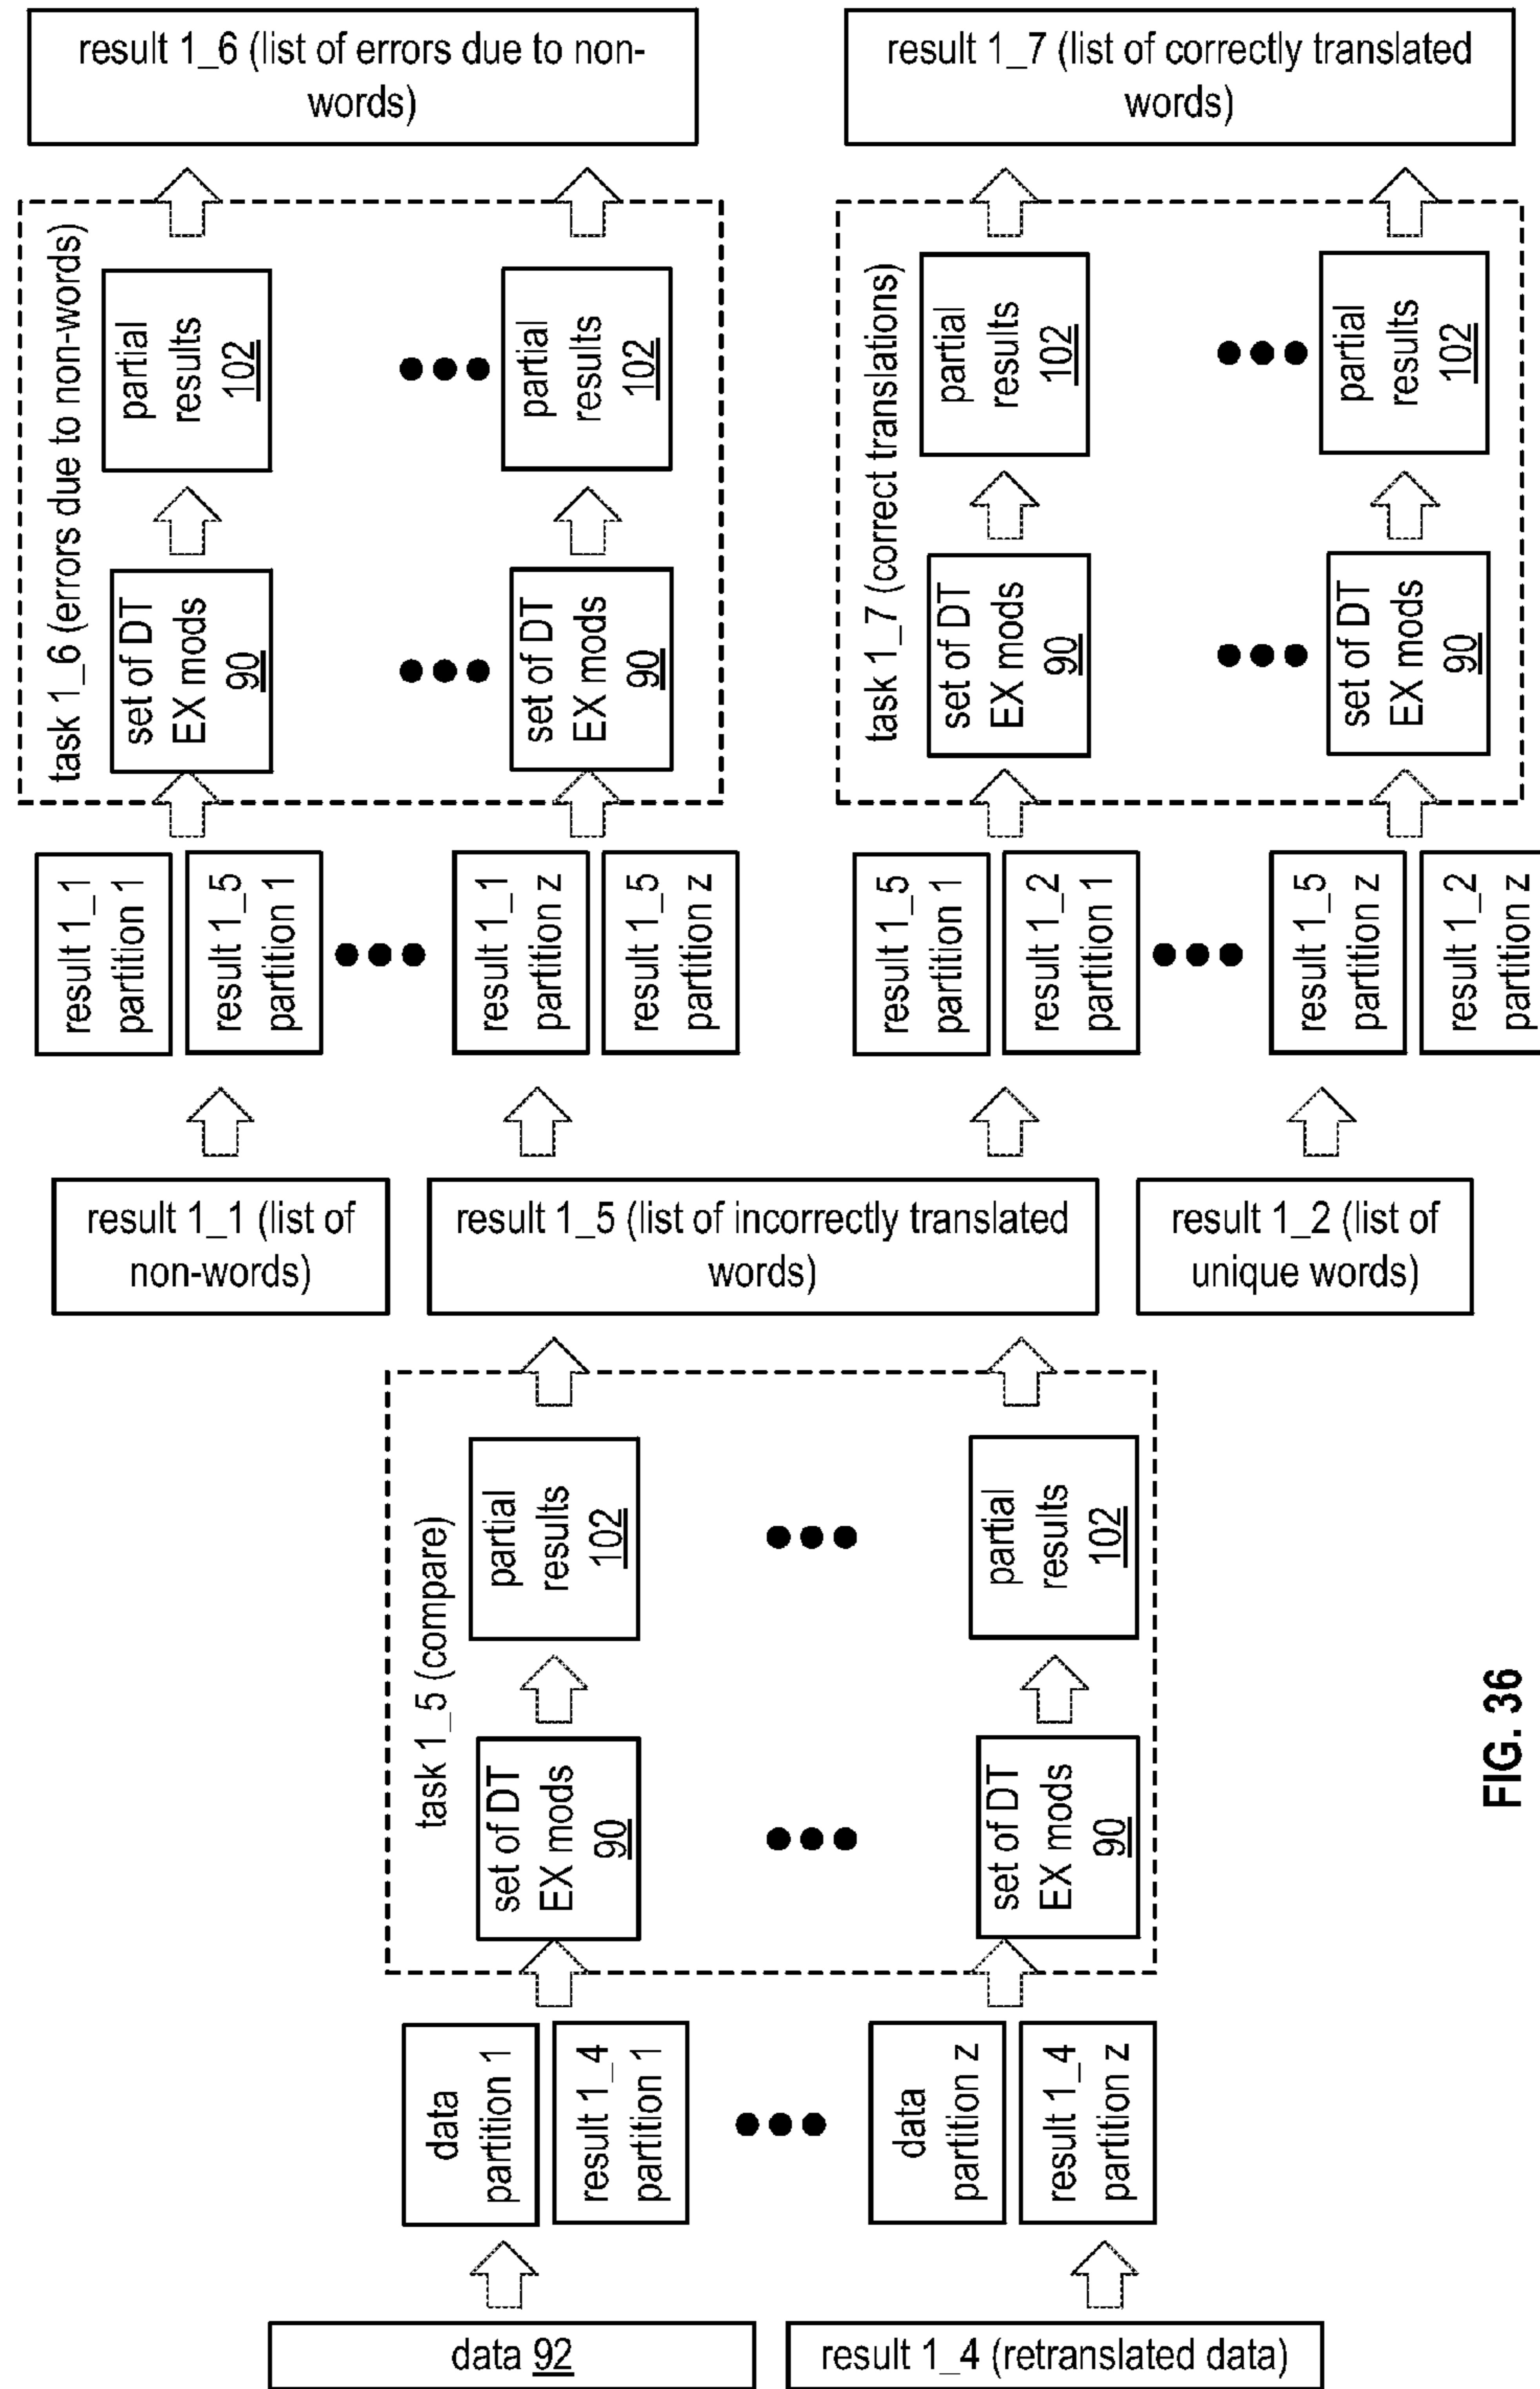 result 1_6 (list of errors due to non-
words)
result 1_7 (list of correctly translated
words)
task 1_6 (errors due to non-words)
set of DT
EX mods
90
partial
results
102
set of DT
EX mods
90
partial
results
102
task 1_7 (correct translations)
set of DT
EX mods
90
partial
results
102
set of DT
EX mods
90
partial
results
102
result 1_1
partition 1
result 1_5
partition 1
result 1_1
partition z
result 1_5
partition z
result 1_5
partition 1
result 1_2
partition 1
result 1_5
partition z
result 1_2
partition z
result 1_1 (list of
non-words)
result 1_5 (list of incorrectly translated
words)
result 1_2 (list of
unique words)
task 1_5 (compare)
set of DT
EX mods
90
partial
results
102
set of DT
EX mods
90
partial
results
102
data
partition 1
result 1_4
partition 1
data
partition z
result 1_4
partition z
data 92
result 1_4 (retranslated data)
FIG. 36